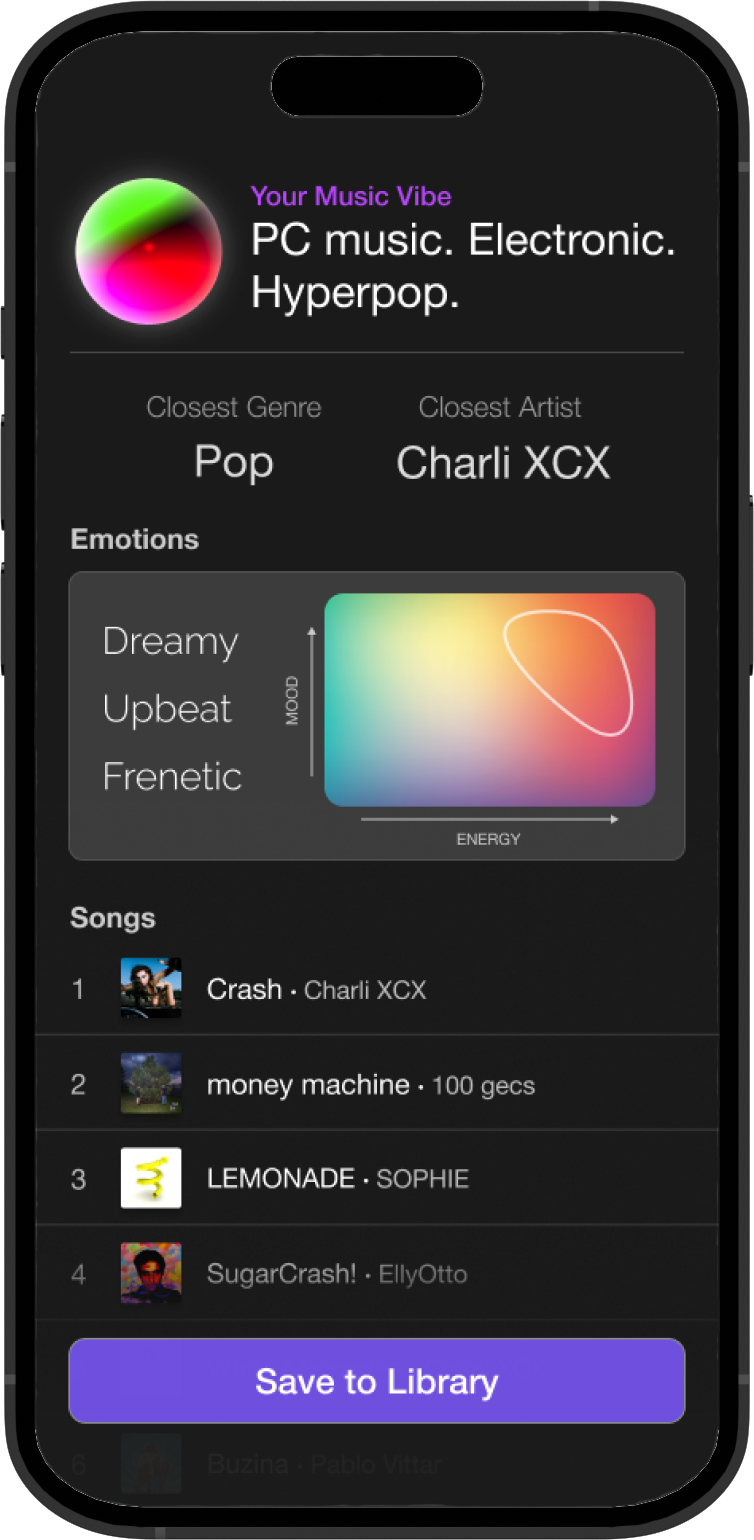 Your Music Vibe
PC music. Electronic.
Hyperpop.
Closest Genre
Closest Artist
Pop
Charli XCX
Emotions
Dreamy
Upbeat
Frenetic
MOOD
ENERGY
Songs
1 Crash · Charli XCX
2 money machine · 100 gecs
3 LEMONADE · SOPHIE
4 SugarCrash! · EllyOtto
Save to Library
6 Buzina · Pablo Vittar